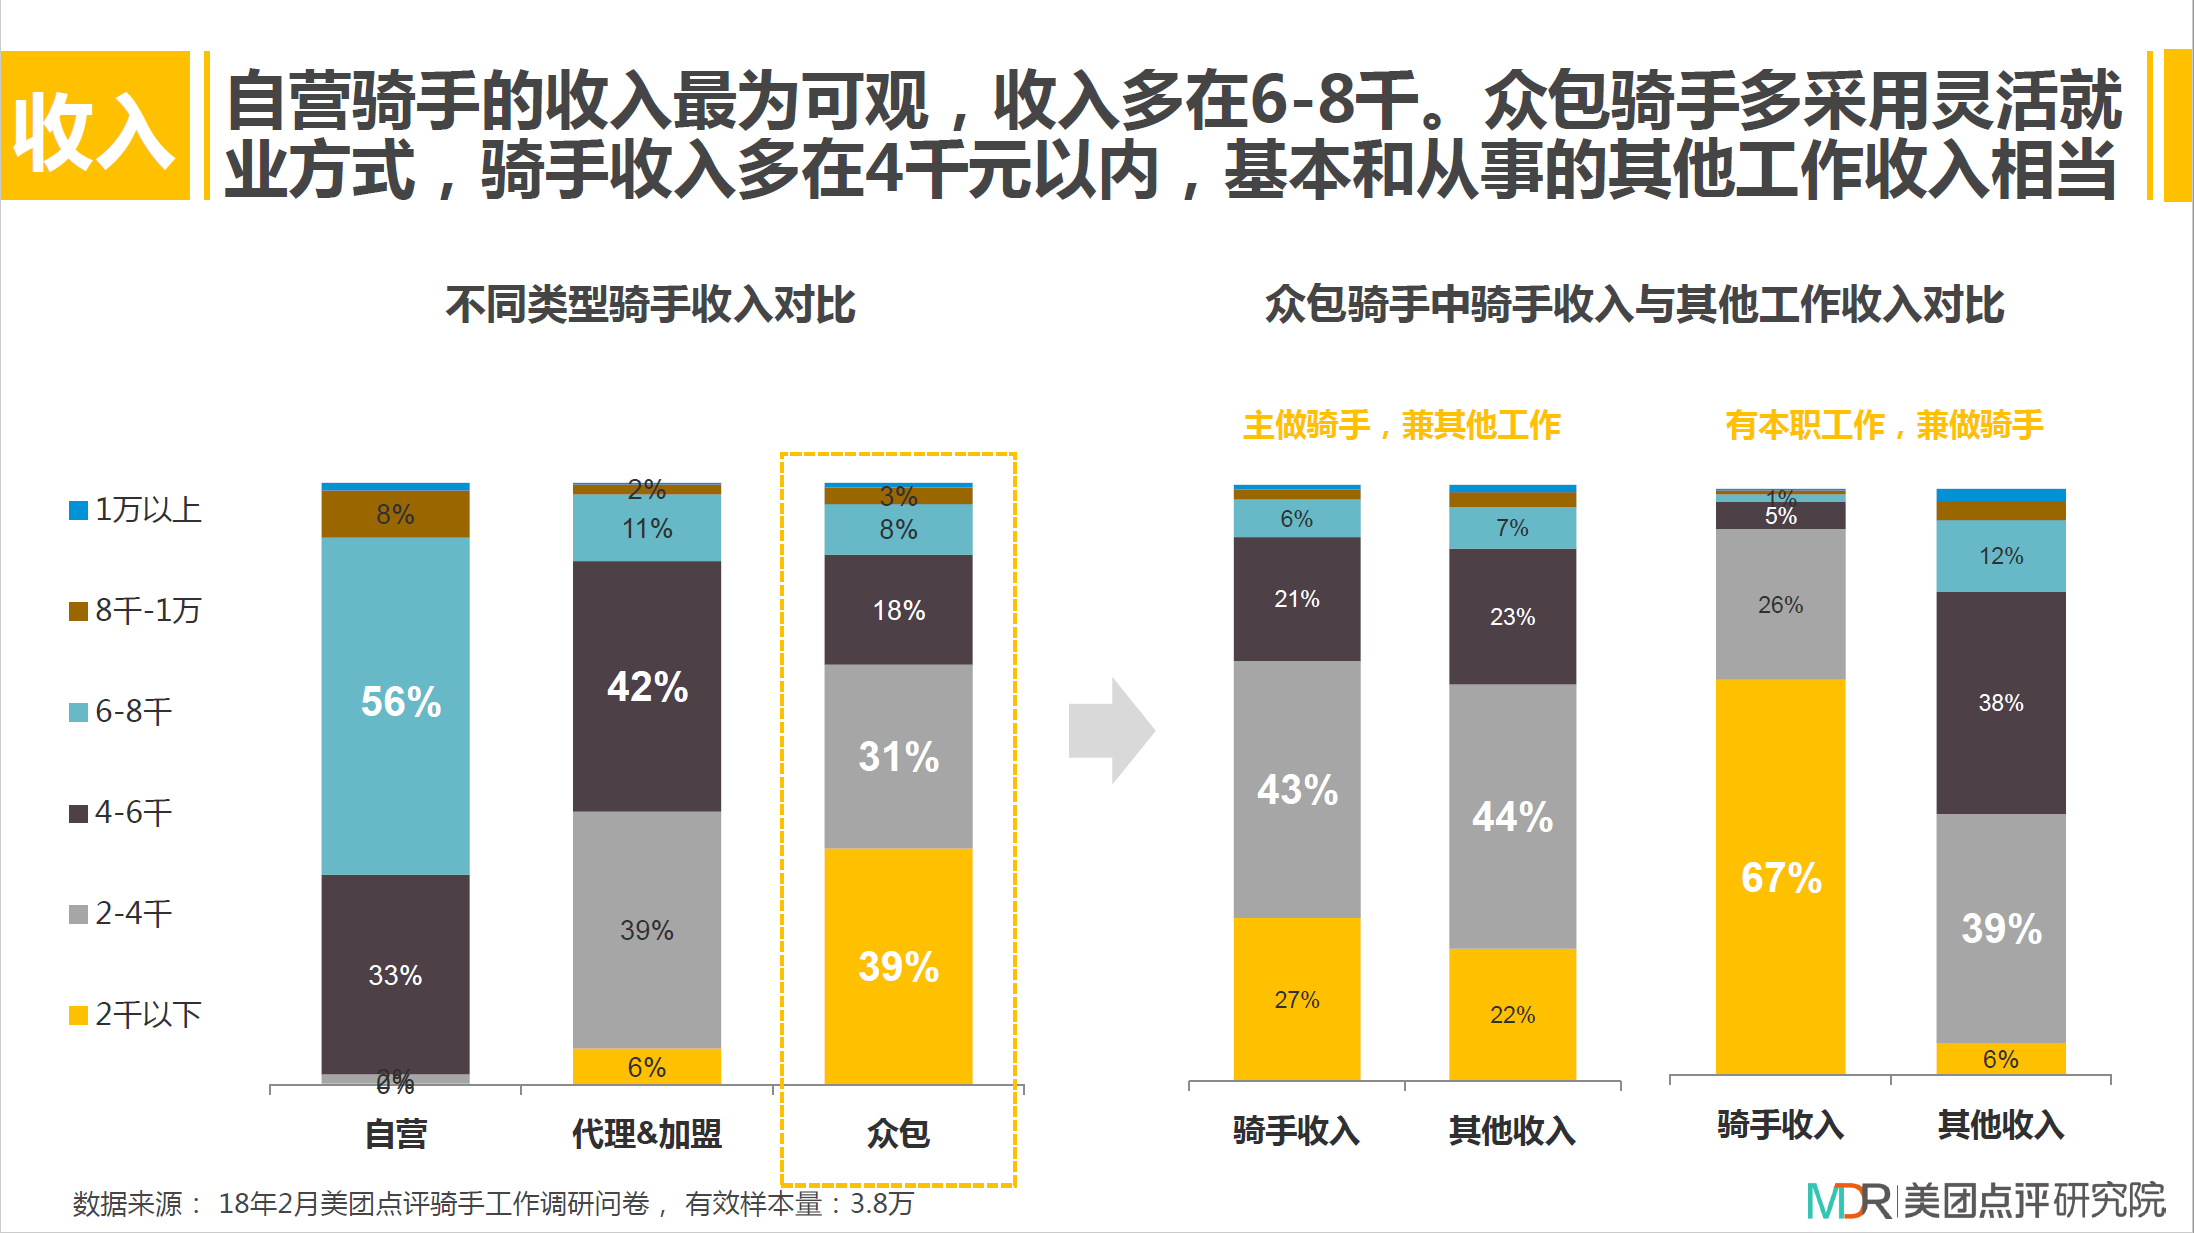 收入
自营骑手的收入最为可观，收入多在6-8千。众包骑手多采用灵活就
业方式，骑手收入多在4千元以内，基本和从事的其他工作收入相当
不同类型骑手收入对比
众包骑手中骑手收入与其他工作收入对比
主做骑手，兼其他工作
有本职工作，兼做骑手
1万以上
8千-1万
6-8千
4-6千
2-4千
2千以下
8%
56%
33%
0%
自营
2%
11%
42%
39%
6%
代理&加盟
3%
8%
18%
31%
39%
众包
6%
21%
43%
27%
骑手收入
7%
23%
44%
22%
其他收入
1%
5%
26%
67%
骑手收入
12%
38%
39%
6%
其他收入
数据来源： 18年2月美团点评骑手工作调研问卷， 有效样本量：3.8万
MDR|美团点评研究院